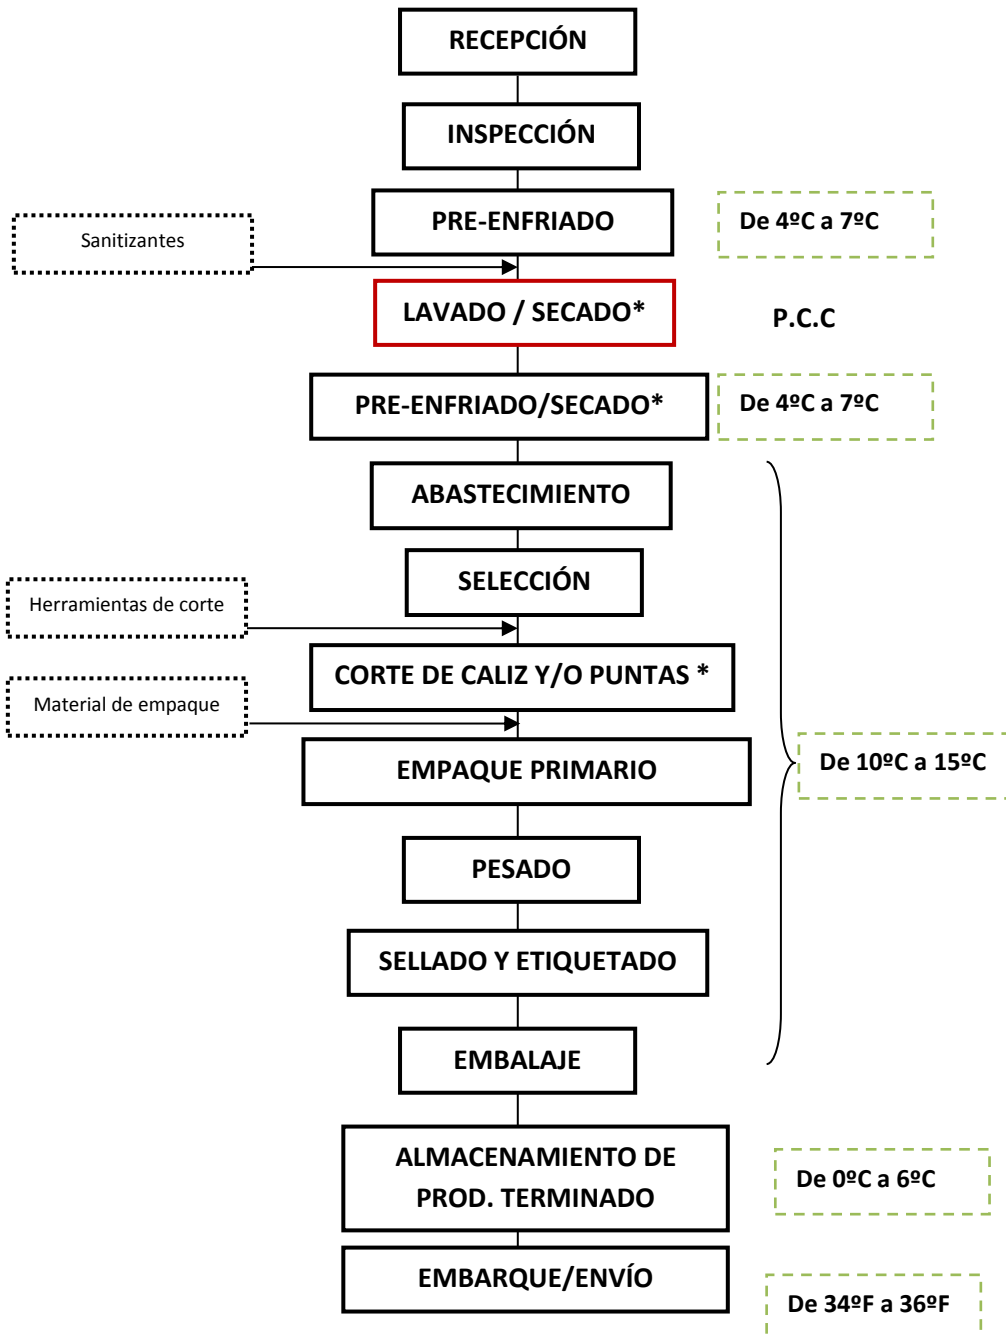 RECEPCIÓN
INSPECCIÓN
PRE-ENFRIADO
De 4ºC a 7ºC
Sanitizantes
LAVADO / SECADO*
P.C.C
PRE-ENFRIADO/SECADO*
De 4ºC a 7ºC
ABASTECIMIENTO
SELECCIÓN
Herramientas de corte
CORTE DE CALIZ Y/O PUNTAS *
Material de empaque
EMPAQUE PRIMARIO
De 10ºC a 15ºC
PESADO
SELLADO Y ETIQUETADO
EMBALAJE
ALMACENAMIENTO DE
PROD. TERMINADO
De 0ºC a 6ºC
EMBARQUE/ENVÍO
De 34ºF a 36ºF